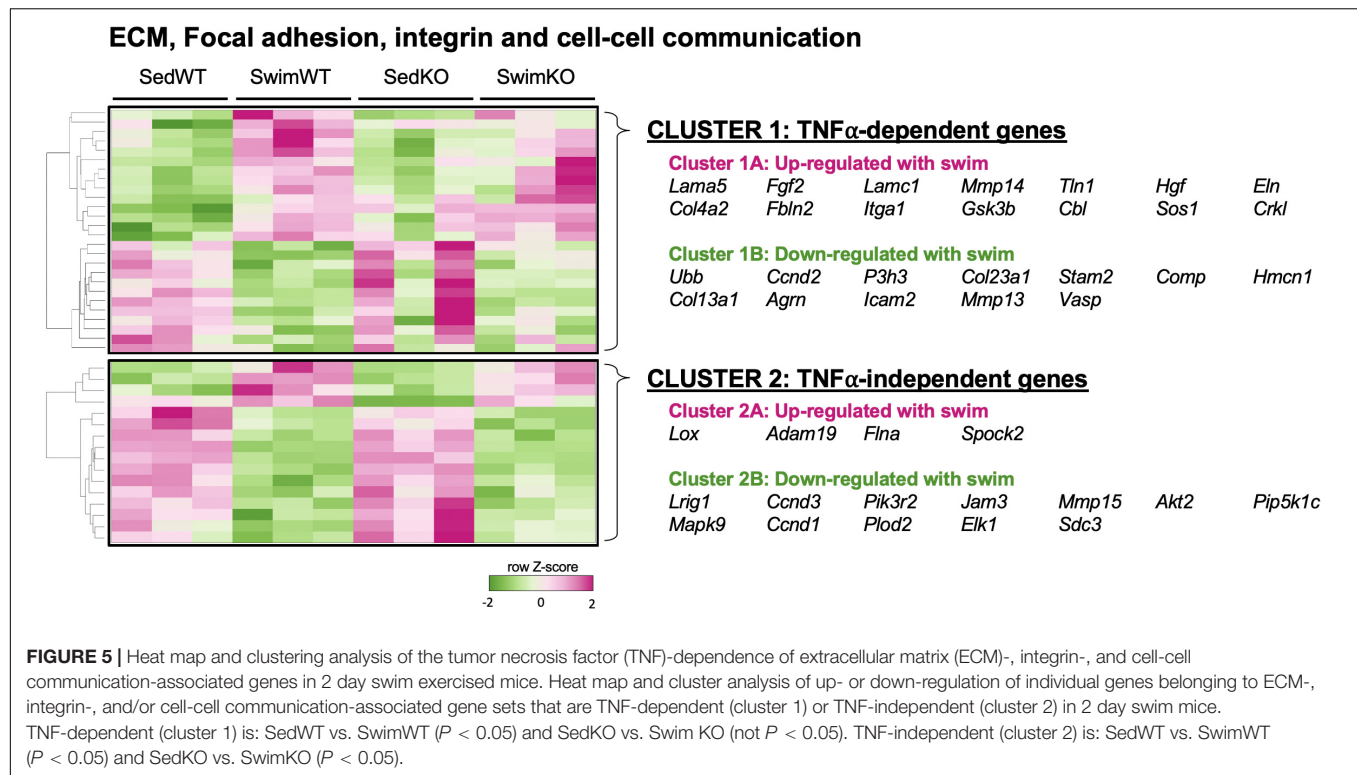 ECM, Focal adhesion, integrin and cell-cell communication
SedWT SwimWT SedKO SwimKO
CLUSTER 1: TNFα-dependent genes
Cluster 1A: Up-regulated with swim
Lama5 Fgf2 Lamc1 Mmp14 Tln1 Hgf Eln
Col4a2 Fbln2 Itga1 Gsk3b Cbl Sos1 Crkl
Cluster 1B: Down-regulated with swim
Ubb Ccnd2 P3h3 Col23a1 Stam2 Comp Hmcn1
Col13a1 Agrn Icam2 Mmp13 Vasp
CLUSTER 2: TNFα-independent genes
Cluster 2A: Up-regulated with swim
Lox Adam19 Flna Spock2
Cluster 2B: Down-regulated with swim
Lrig1 Ccnd3 Pik3r2 Jam3 Mmp15 Akt2 Pip5k1c
Mapk9 Ccnd1 Plod2 Elk1 Sdc3
row Z-score
-2 0 2
FIGURE 5 | Heat map and clustering analysis of the tumor necrosis factor (TNF)-dependence of extracellular matrix (ECM)-, integrin-, and cell-cell
communication-associated genes in 2 day swim exercised mice. Heat map and cluster analysis of up- or down-regulation of individual genes belonging to ECM-,
integrin-, and/or cell-cell communication-associated gene sets that are TNF-dependent (cluster 1) or TNF-independent (cluster 2) in 2 day swim mice.
TNF-dependent (cluster 1) is: SedWT vs. SwimWT (P < 0.05) and SedKO vs. Swim KO (not P < 0.05). TNF-independent (cluster 2) is: SedWT vs. SwimWT
(P < 0.05) and SedKO vs. SwimKO (P < 0.05).